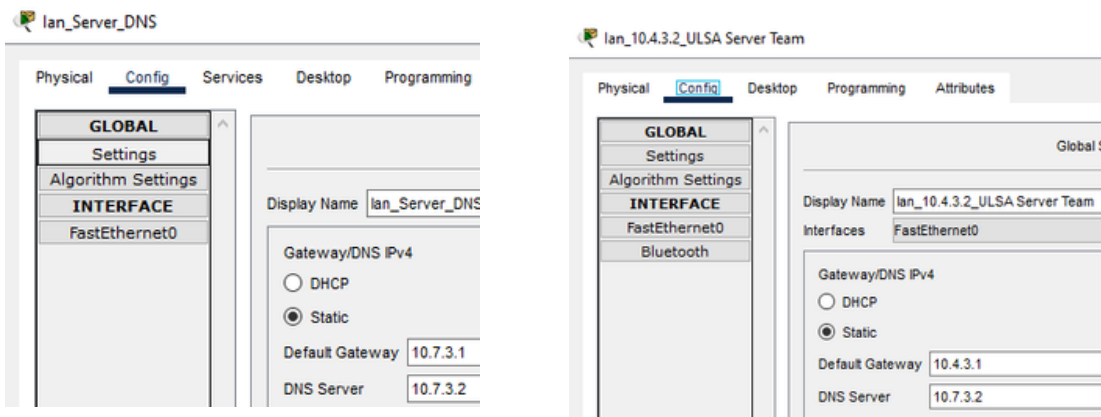 lan_Server_DNS
Physical Config Services Desktop Programming
GLOBAL
Settings
Algorithm Settings
INTERFACE
FastEthernet0
Display Name lan_Server_DNS
Gateway/DNS IPv4
DHCP
Static
Default Gateway 10.7.3.1
DNS Server 10.7.3.2
lan_10.4.3.2_ULSA Server Team
Physical Config Desktop Programming Attributes
GLOBAL
Settings
Algorithm Settings
INTERFACE
FastEthernet0
Bluetooth
Global S
Display Name lan_10.4.3.2_ULSA Server Team
Interfaces FastEthernet0
Gateway/DNS IPv4
DHCP
Static
Default Gateway 10.4.3.1
DNS Server 10.7.3.2